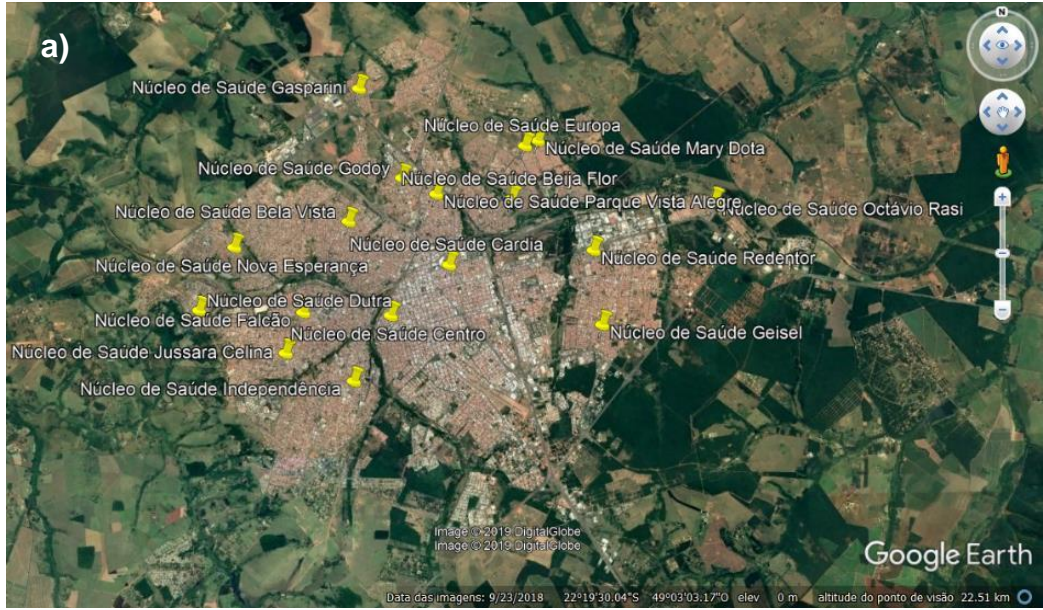 a)
N
Núcleo de Saúde Gasparini
Núcleo de Saúde Europa
Núcleo de Saúde Mary Dota
Núcleo de Saúde Godoy
Núcleo de Saúde Beija Flor
Núcleo de Saúde Parque Vista Alegre
Núcleo de Saúde Octávio Rasi
Núcleo de Saúde Bela Vista
Núcleo de Saúde Cardia
Núcleo de Saúde Redentor
Núcleo de Saúde Nova Esperança
Núcleo de Saúde Dutra
Núcleo de Saúde Falcão
Núcleo de Saúde Centro
Núcleo de Saúde Geisel
Núcleo de Saúde Jussara Celina
Núcleo de Saúde Independência
Image © 2019 DigitalGlobe
Image © 2019 DigitalGlobe
Google Earth
Data das imagens: 9/23/2018 22°19'30.04"S 49°03'03.17"O elev 0 m altitude do ponto de visão 22.51 km